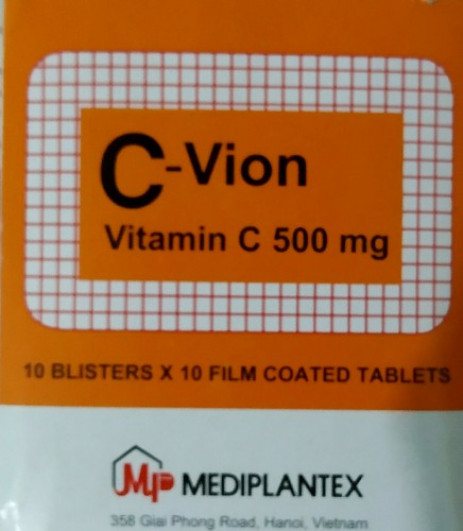 C-Vion
Vitamin C 500 mg
10 BLISTERS X 10 FILM COATED TABLETS
MP MEDIPLANTEX
358 Giai Phong Road, Hanoi, Vietnam